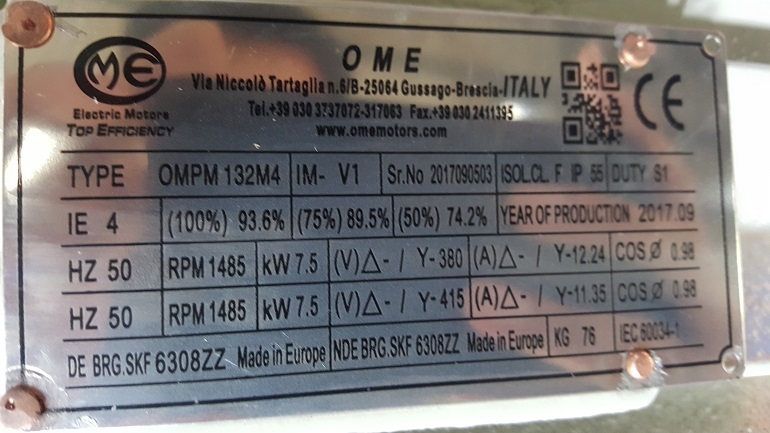 ME
Electric Motors
TOP EFFICIENCY
OME
Via Niccolò Tartaglia n.6/B-25064 Gussago-Brescia-ITALY
Tel.+39 030 3737072-317063 Fax.+39 030 2411395
www.omemotors.com
CE
TYPE OMPM 132M4 IM- V1 Sr.No 2017090503 ISOL.CL F IP 55 DUTY S1
IE 4 (100%) 93.6% (75%) 89.5% (50%) 74.2% YEAR OF PRODUCTION 2017.09
HZ 50 RPM 1485 kW 7.5 (V)△- / Y-380 (A)△- / Y-12.24 COS Ø 0.98
HZ 50 RPM 1485 kW 7.5 (V)△- / Y-415 (A)△- / Y-11.35 COS Ø 0.98
DE BRG.SKF 6308ZZ Made in Europe NDE BRG.SKF 6308ZZ Made in Europe KG 76 IEC 60034-1